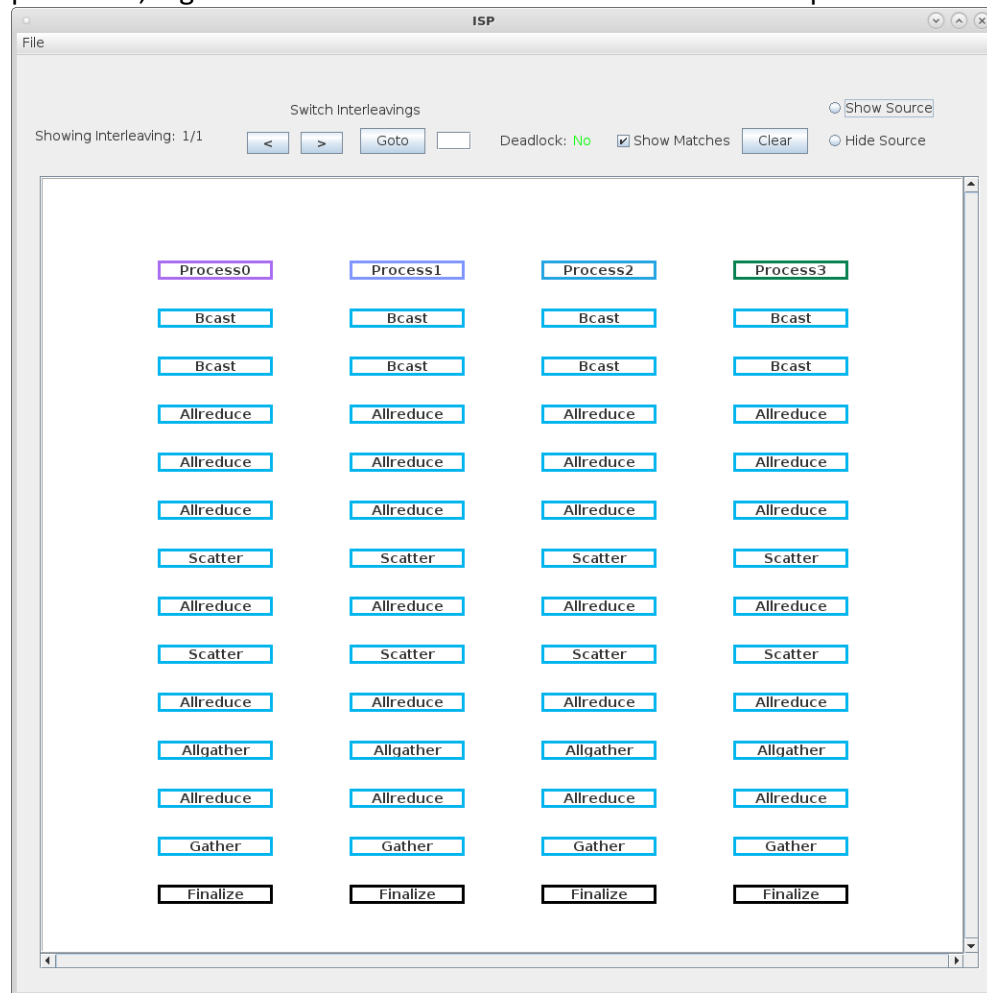 ISP
File
Switch Interleavings
Show Source
Showing Interleaving: 1/1 < > Goto Deadlock: No Show Matches Clear Hide Source
Process0 Process1 Process2 Process3
Bcast Bcast Bcast Bcast
Bcast Bcast Bcast Bcast
Allreduce Allreduce Allreduce Allreduce
Allreduce Allreduce Allreduce Allreduce
Allreduce Allreduce Allreduce Allreduce
Scatter Scatter Scatter Scatter
Allreduce Allreduce Allreduce Allreduce
Scatter Scatter Scatter Scatter
Allreduce Allreduce Allreduce Allreduce
Allgather Allgather Allgather Allgather
Allreduce Allreduce Allreduce Allreduce
Gather Gather Gather Gather
Finalize Finalize Finalize Finalize